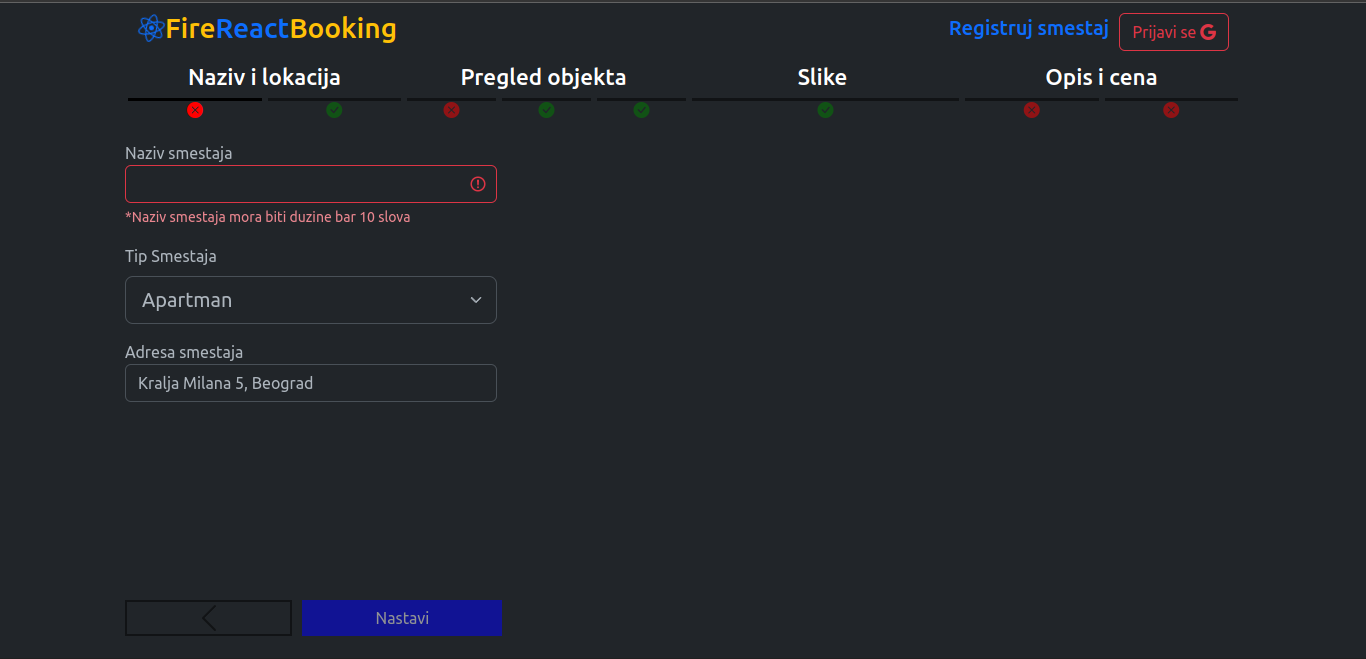 FireReactBooking
Registruj smestaj
Prijavi se
Naziv i lokacija
Pregled objekta
Slike
Opis i cena
Naziv smestaja
*Naziv smestaja mora biti duzine bar 10 slova
Tip Smestaja
Apartman
Adresa smestaja
Kralja Milana 5, Beograd
Nastavi